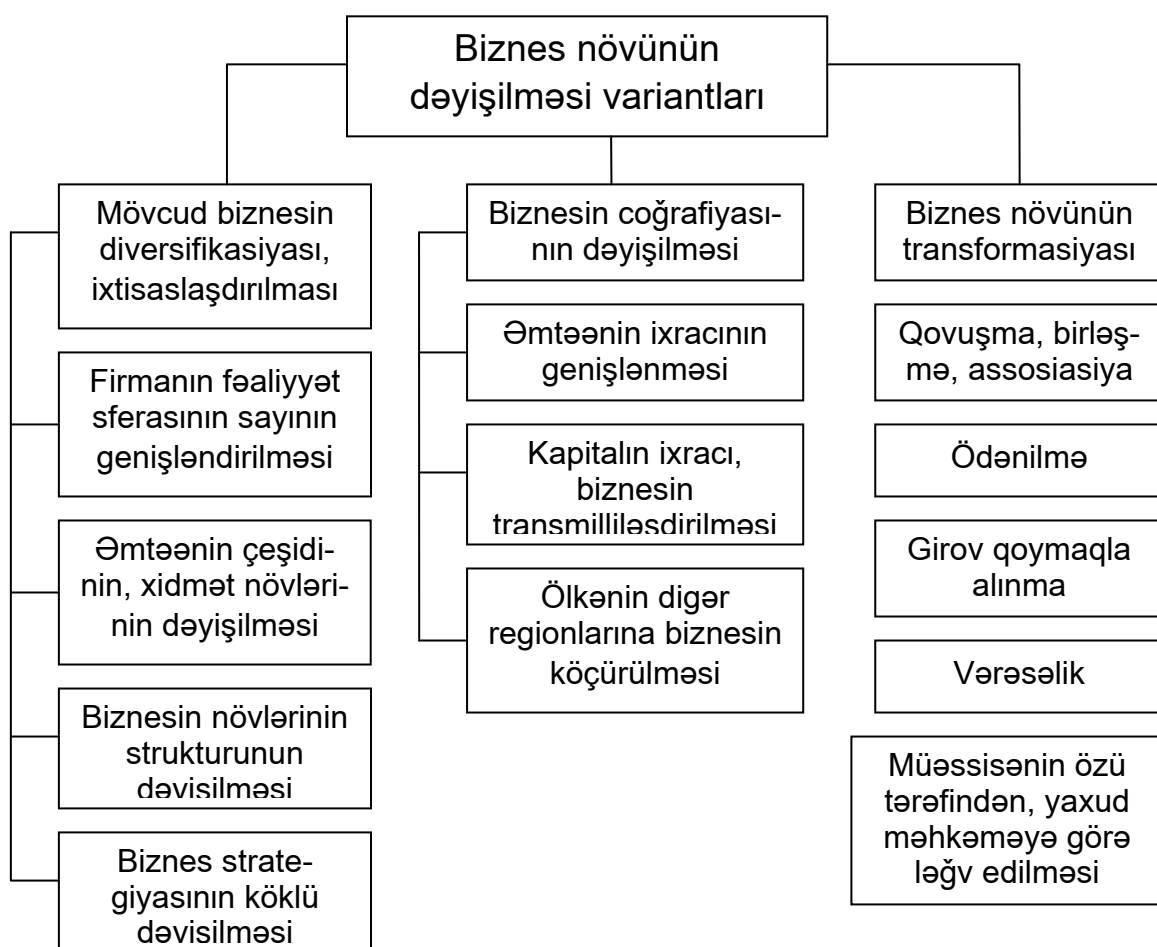 Biznes növünün
dəyişilməsi variantları
Mövcud biznesin
diversifikasiyası,
ixtisaslaşdırılması
Firmanın fəaliyyət
sferasının sayının
genişləndirilməsi
Əmtəənin çeşidi-
nin, xidmət növləri-
nin dəyişilməsi
Biznesin növlərinin
strukturunun
dəyişilməsi
Biznes strate-
giyasının köklü
dəyişilməsi
Biznesin coğrafiyası-
nın dəyişilməsi
Əmtəənin ixracının
genişlənməsi
Kapitalın ixracı,
biznesin
transmilliləşdirilməsi
Ölkənin digər
regionlarına biznesin
köçürülməsi
Biznes növünün
transformasiyası
Qovuşma, birləş-
mə, assosiasiya
Ödənilmə
Girov qoymaqla
alınma
Vərəsəlik
Müəssisənin özü
tərəfindən, yaxud
məhkəməyə görə
ləğv edilməsi